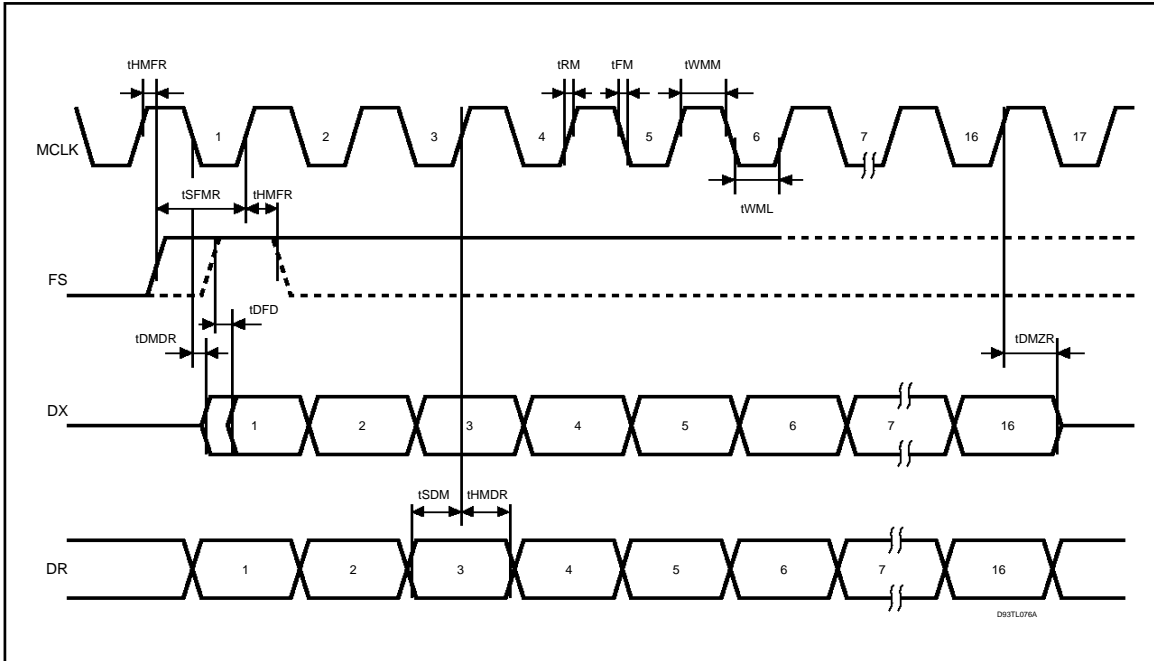 tHMFR
tRM
tFM
tWMM
MCLK
1
2
3
4
5
6
7
16
17
tSFMR
tHMFR
tWML
FS
tDFD
tDMDR
tDMZR
DX
1
2
3
4
5
6
7
16
tSDM
tHMDR
DR
1
2
3
4
5
6
7
16
D93TL076A